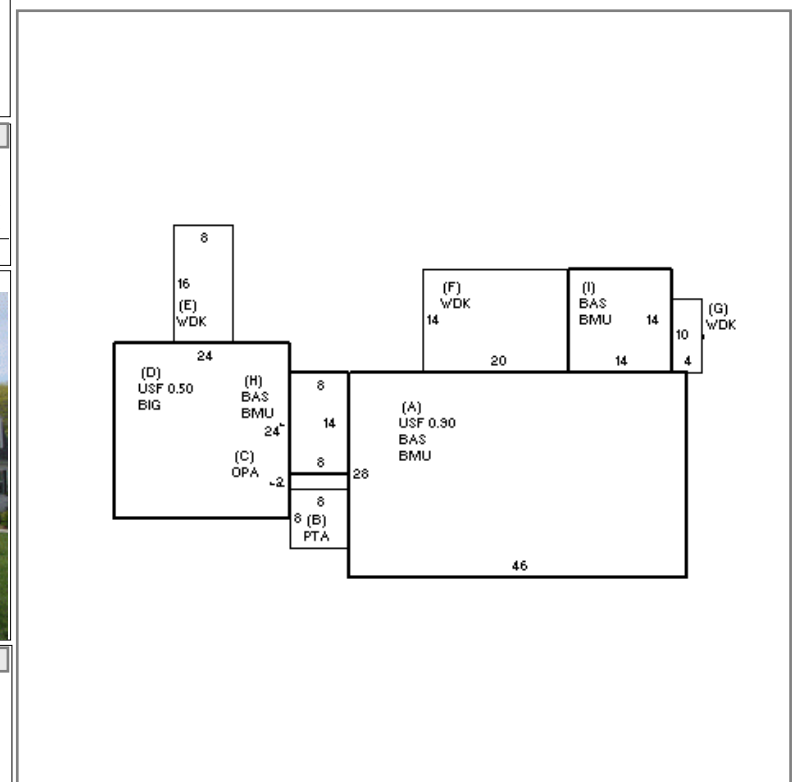 8
16
(E)
WDK
24
(D)
USF 0.50
BIG
(H)
BAS
BMU
24
(C)
OPA
2
8
14
8
8
8
(B)
PTA
(F)
WDK
14
20
(I)
BAS
BMU
14
14
(G)
WDK
10
4
(A)
USF 0.90
BAS
BMU
28
46